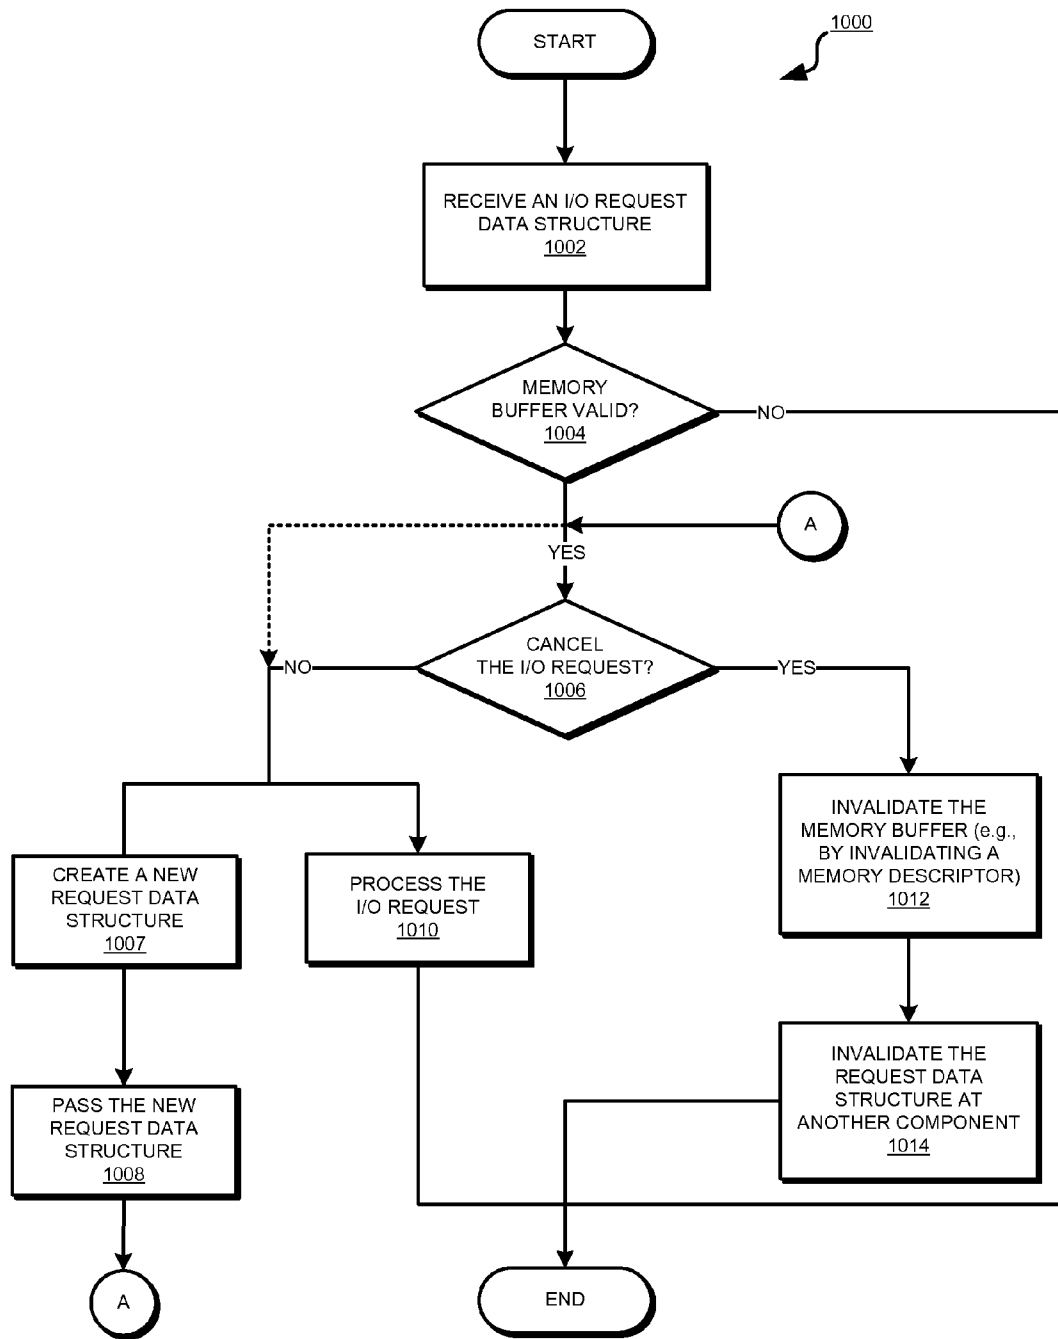 START
1000
RECEIVE AN I/O REQUEST
DATA STRUCTURE
1002
MEMORY
BUFFER VALID?
1004
NO
A
YES
CANCEL
THE I/O REQUEST?
1006
NO
YES
INVALIDATE THE
MEMORY BUFFER (e.g.,
BY INVALIDATING A
MEMORY DESCRIPTOR)
1012
CREATE A NEW
REQUEST DATA
STRUCTURE
1007
PROCESS THE
I/O REQUEST
1010
INVALIDATE THE
REQUEST DATA
STRUCTURE AT
ANOTHER COMPONENT
1014
PASS THE NEW
REQUEST DATA
STRUCTURE
1008
A
END